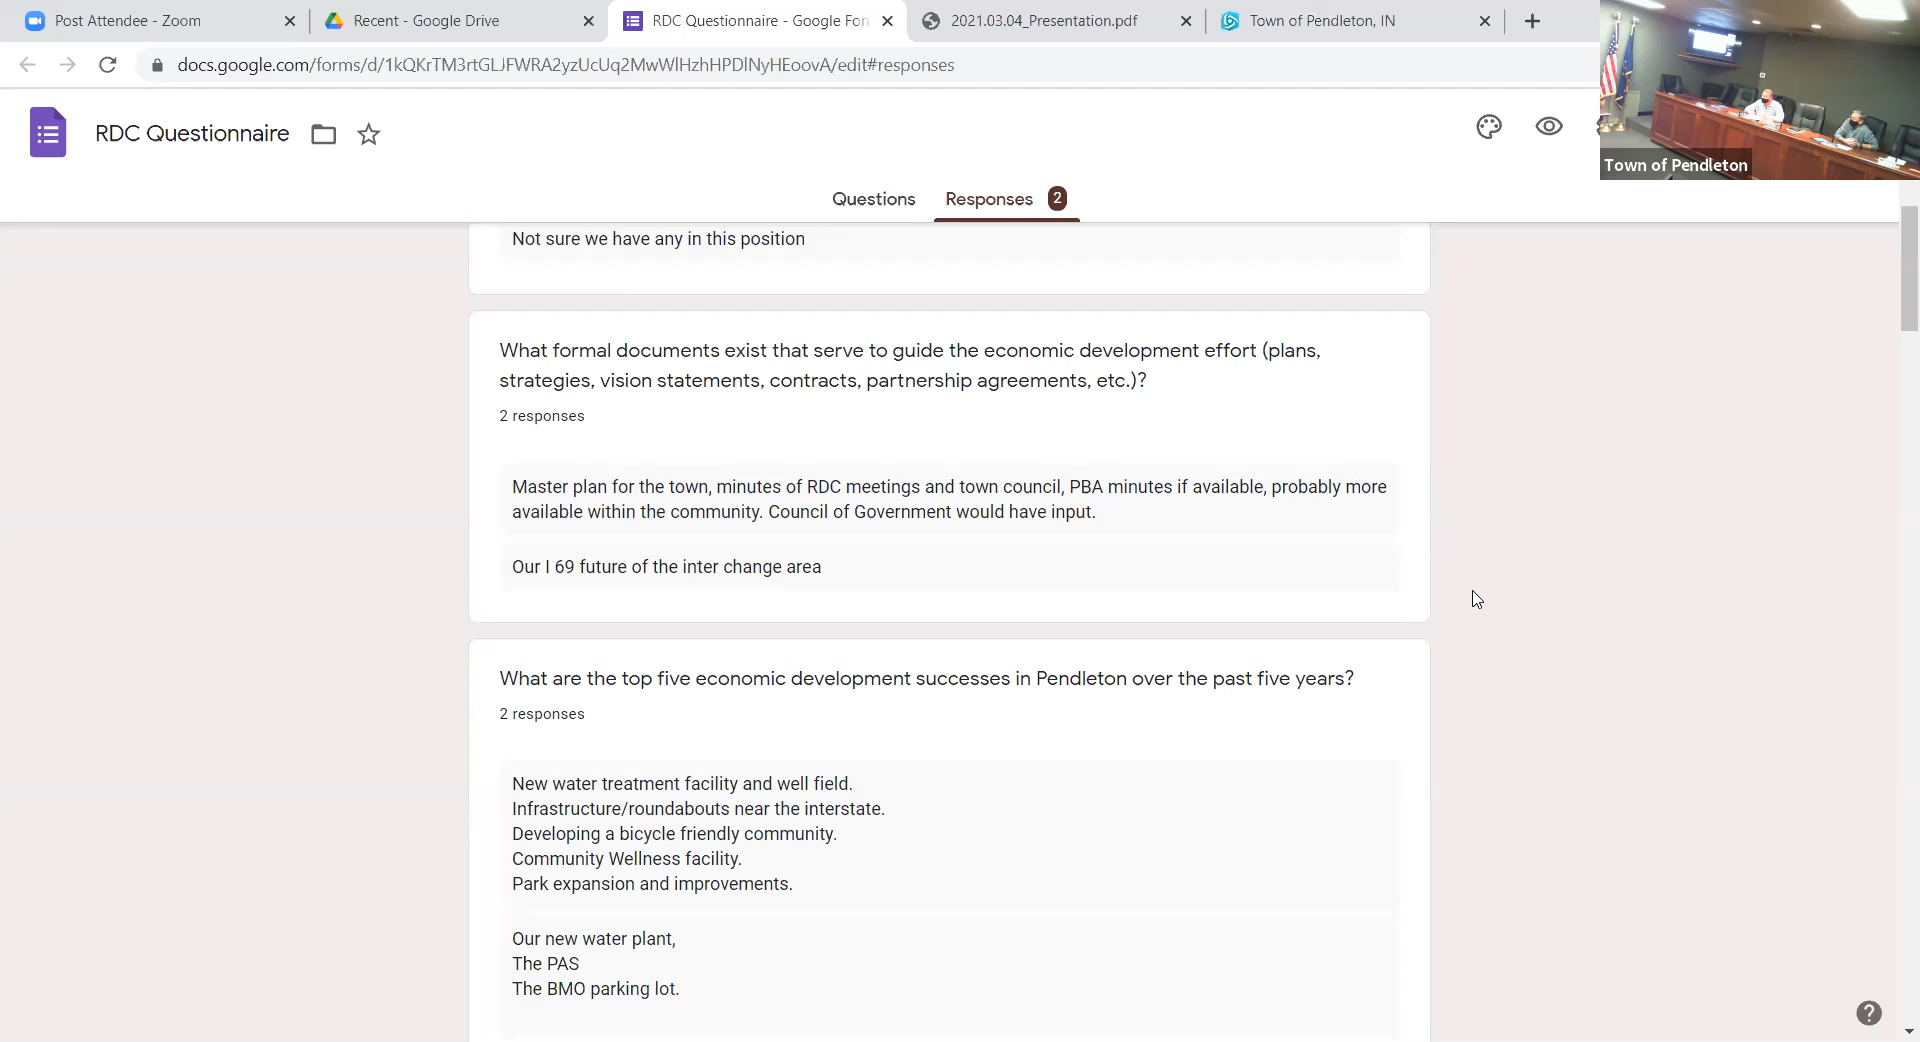 Post Attendee - Zoom
Recent - Google Drive
RDC Questionnaire - Google For
2021.03.04_Presentation.pdf
Town of Pendleton, IN
docs.google.com/forms/d/1kQKrTM3rtGLJFWRA2yzUcUq2MwWlHzhHPDlNyHEoovA/edit#responses
RDC Questionnaire
Town of Pendleton
Questions
Responses 2
Not sure we have any in this position
What formal documents exist that serve to guide the economic development effort (plans,
strategies, vision statements, contracts, partnership agreements, etc.)?
2 responses
Master plan for the town, minutes of RDC meetings and town council, PBA minutes if available, probably more
available within the community. Council of Government would have input.
Our I 69 future of the inter change area
What are the top five economic development successes in Pendleton over the past five years?
2 responses
New water treatment facility and well field.
Infrastructure/roundabouts near the interstate.
Developing a bicycle friendly community.
Community Wellness facility.
Park expansion and improvements.
Our new water plant,
The PAS
The BMO parking lot.